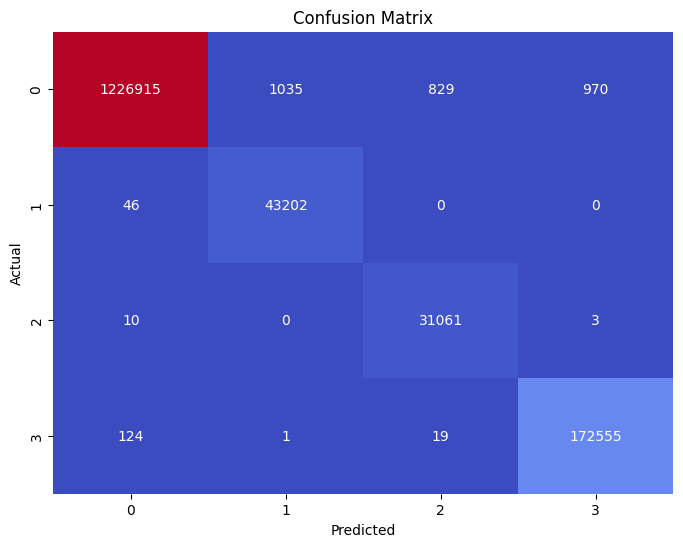 Confusion Matrix
0 1226915 1035 829 970
1 46 43202 0 0
Actual
2 10 0 31061 3
3 124 1 19 172555
0 1 2 3
Predicted